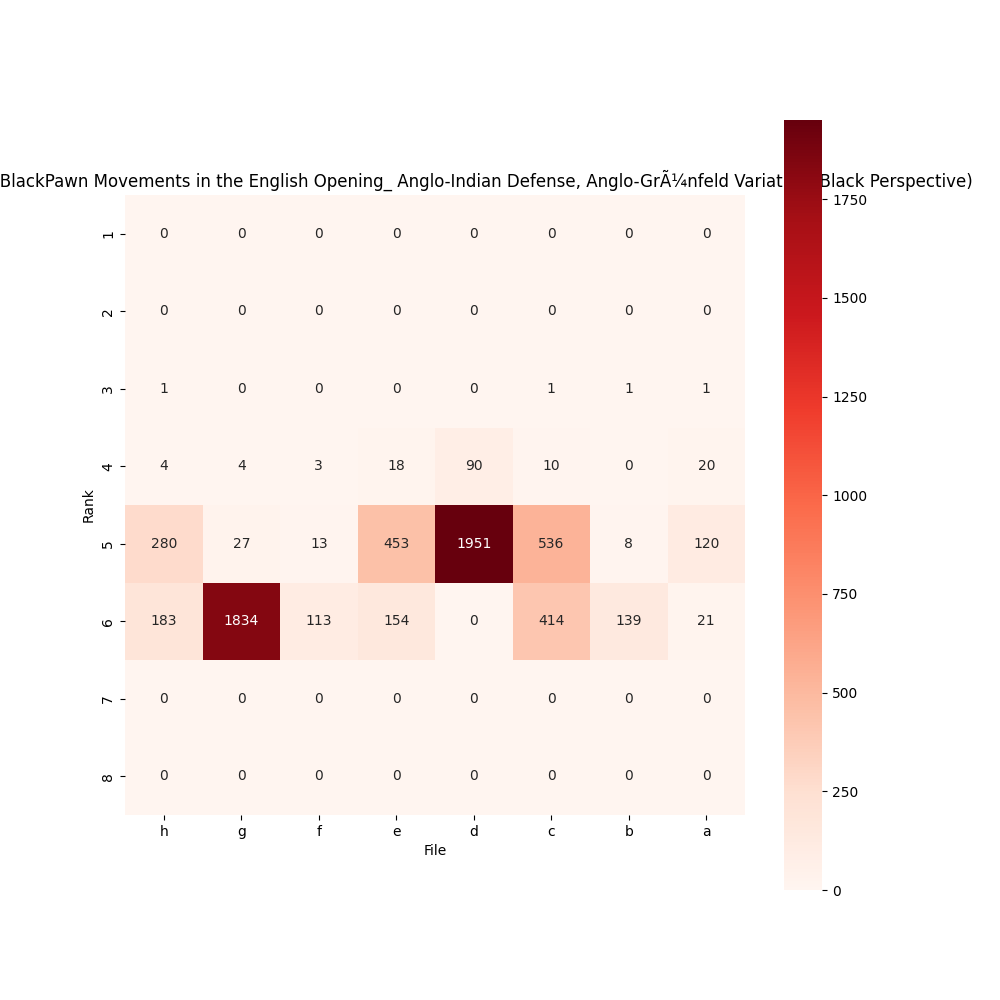 BlackPawn Movements in the English Opening_ Anglo-Indian Defense, Anglo-GrÃ¼nfeld Variat Black Perspective)
1750
1500
1250
1000
750
500
250
0
Rank
1 0 0 0 0 0 0 0 0
2 0 0 0 0 0 0 0 0
3 1 0 0 0 0 1 1 1
4 4 4 3 18 90 10 0 20
5 280 27 13 453 1951 536 8 120
6 183 1834 113 154 0 414 139 21
7 0 0 0 0 0 0 0 0
8 0 0 0 0 0 0 0 0
h g f e d c b a
File